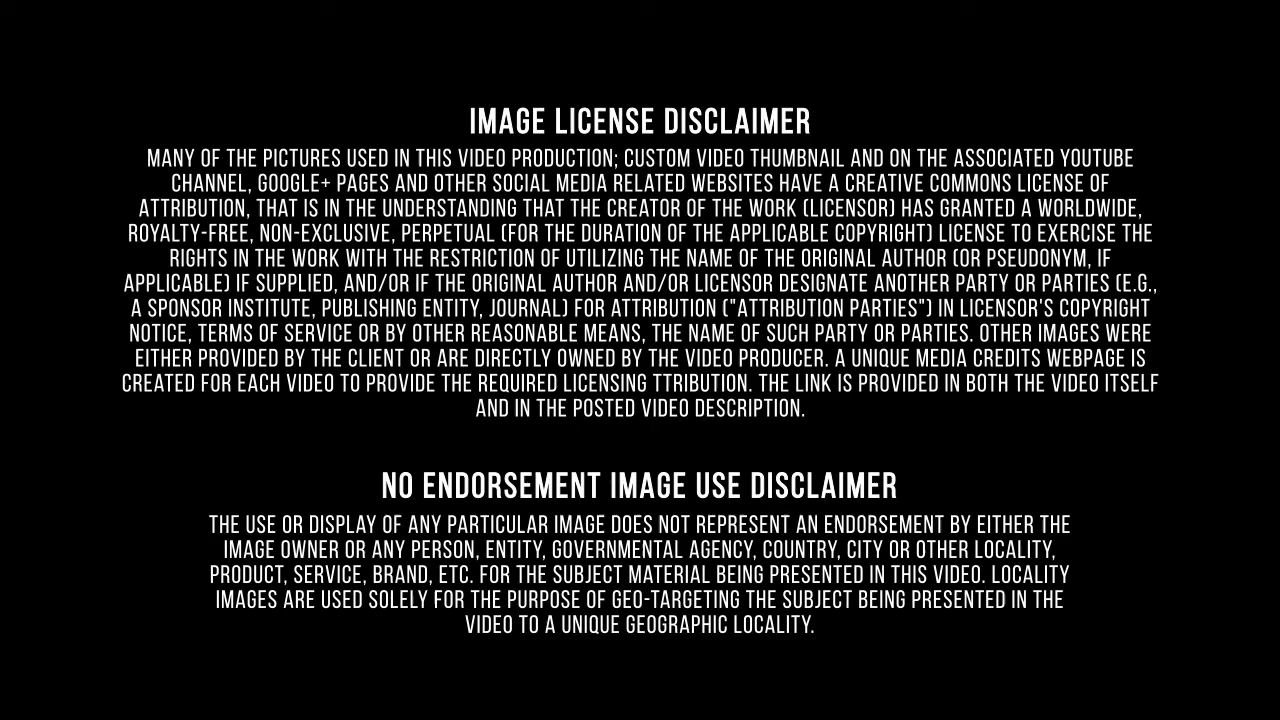 IMAGE LICENSE DISCLAIMER
MANY OF THE PICTURES USED IN THIS VIDEO PRODUCTION; CUSTOM VIDEO THUMBNAIL AND ON THE ASSOCIATED YOUTUBE
CHANNEL, GOOGLE+ PAGES AND OTHER SOCIAL MEDIA RELATED WEBSITES HAVE A CREATIVE COMMONS LICENSE OF
ATTRIBUTION, THAT IS IN THE UNDERSTANDING THAT THE CREATOR OF THE WORK (LICENSOR) HAS GRANTED A WORLDWIDE,
ROYALTY-FREE, NON-EXCLUSIVE, PERPETUAL (FOR THE DURATION OF THE APPLICABLE COPYRIGHT) LICENSE TO EXERCISE THE
RIGHTS IN THE WORK WITH THE RESTRICTION OF UTILIZING THE NAME OF THE ORIGINAL AUTHOR (OR PSEUDONYM, IF
APPLICABLE) IF SUPPLIED, AND/OR IF THE ORIGINAL AUTHOR AND/OR LICENSOR DESIGNATE ANOTHER PARTY OR PARTIES (E.G.,
A SPONSOR INSTITUTE, PUBLISHING ENTITY, JOURNAL) FOR ATTRIBUTION ("ATTRIBUTION PARTIES") IN LICENSOR'S COPYRIGHT
NOTICE, TERMS OF SERVICE OR BY OTHER REASONABLE MEANS, THE NAME OF SUCH PARTY OR PARTIES. OTHER IMAGES WERE
EITHER PROVIDED BY THE CLIENT OR ARE DIRECTLY OWNED BY THE VIDEO PRODUCER. A UNIQUE MEDIA CREDITS WEBPAGE IS
CREATED FOR EACH VIDEO TO PROVIDE THE REQUIRED LICENSING TTRIBUTION. THE LINK IS PROVIDED IN BOTH THE VIDEO ITSELF
AND IN THE POSTED VIDEO DESCRIPTION.
NO ENDORSEMENT IMAGE USE DISCLAIMER
THE USE OR DISPLAY OF ANY PARTICULAR IMAGE DOES NOT REPRESENT AN ENDORSEMENT BY EITHER THE
IMAGE OWNER OR ANY PERSON, ENTITY, GOVERNMENTAL AGENCY, COUNTRY, CITY OR OTHER LOCALITY,
PRODUCT, SERVICE, BRAND, ETC. FOR THE SUBJECT MATERIAL BEING PRESENTED IN THIS VIDEO. LOCALITY
IMAGES ARE USED SOLELY FOR THE PURPOSE OF GEO-TARGETING THE SUBJECT BEING PRESENTED IN THE
VIDEO TO A UNIQUE GEOGRAPHIC LOCALITY.